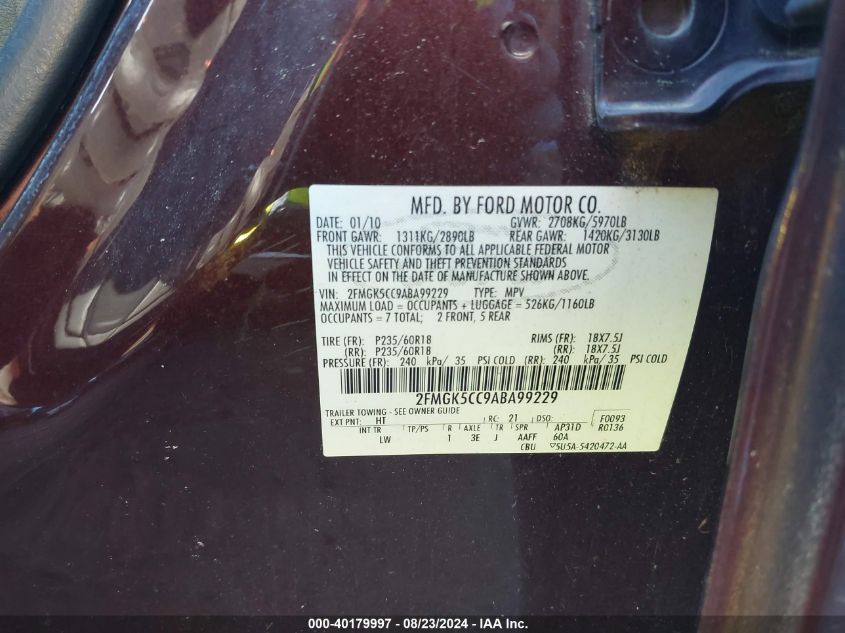 MFD. BY FORD MOTOR CO.
DATE: 01/10 GVWR: 2708KG/5970LB
FRONT GAWR: 1311KG/2890LB REAR GAWR: 1420KG/3130LB
THIS VEHICLE CONFORMS TO ALL APPLICABLE FEDERAL MOTOR
VEHICLE SAFETY AND THEFT PREVENTION STANDARDS
IN EFFECT ON THE DATE OF MANUFACTURE SHOWN ABOVE.
VIN: 2FMGK5CC9ABA99229 TYPE: MPV
MAXIMUM LOAD = OCCUPANTS + LUGGAGE = 526KG/1160LB
OCCUPANTS = 7 TOTAL; 2 FRONT, 5 REAR
TIRE (FR): P235/60R18 RIMS (FR): 18X7.5J
(RR): P235/60R18 (RR): 18X7.5J
PRESSURE (FR): 240 kPa/ 35 PSI COLD (RR): 240 kPa/ 35 PSI COLD
2FMGK5CC9ABA99229
TRAILER TOWING - SEE OWNER GUIDE
EXT PNT: HT RC: 21 DSO: F0093
INT TR TP/PS R AXLE TR SPR AP31D R0136
LW 1 3E J AAFF 60A
CBU 5U5A-5420472-AA
000-40179997 - 08/23/2024 - IAA Inc.